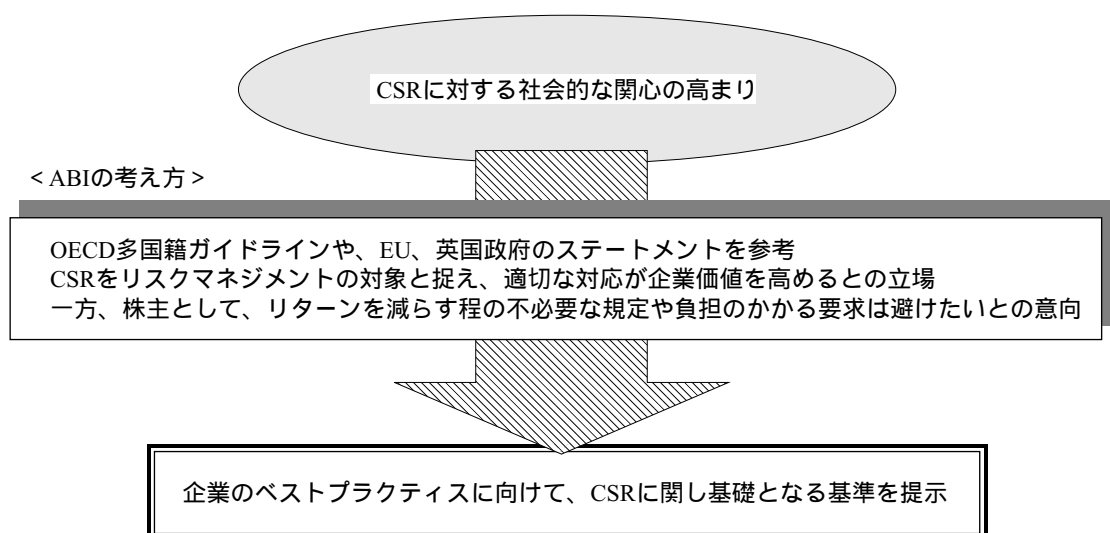 CSRに対する社会的な関心の高まり
<ABIの考え方>
OECD多国籍ガイドラインや、EU、英国政府のステートメントを参考
CSRをリスクマネジメントの対象と捉え、適切な対応が企業価値を高めるとの立場
一方、株主として、リターンを減らす程の不必要な規定や負担のかかる要求は避けたいとの意向
企業のベストプラクティスに向けて、CSRに関し基礎となる基準を提示